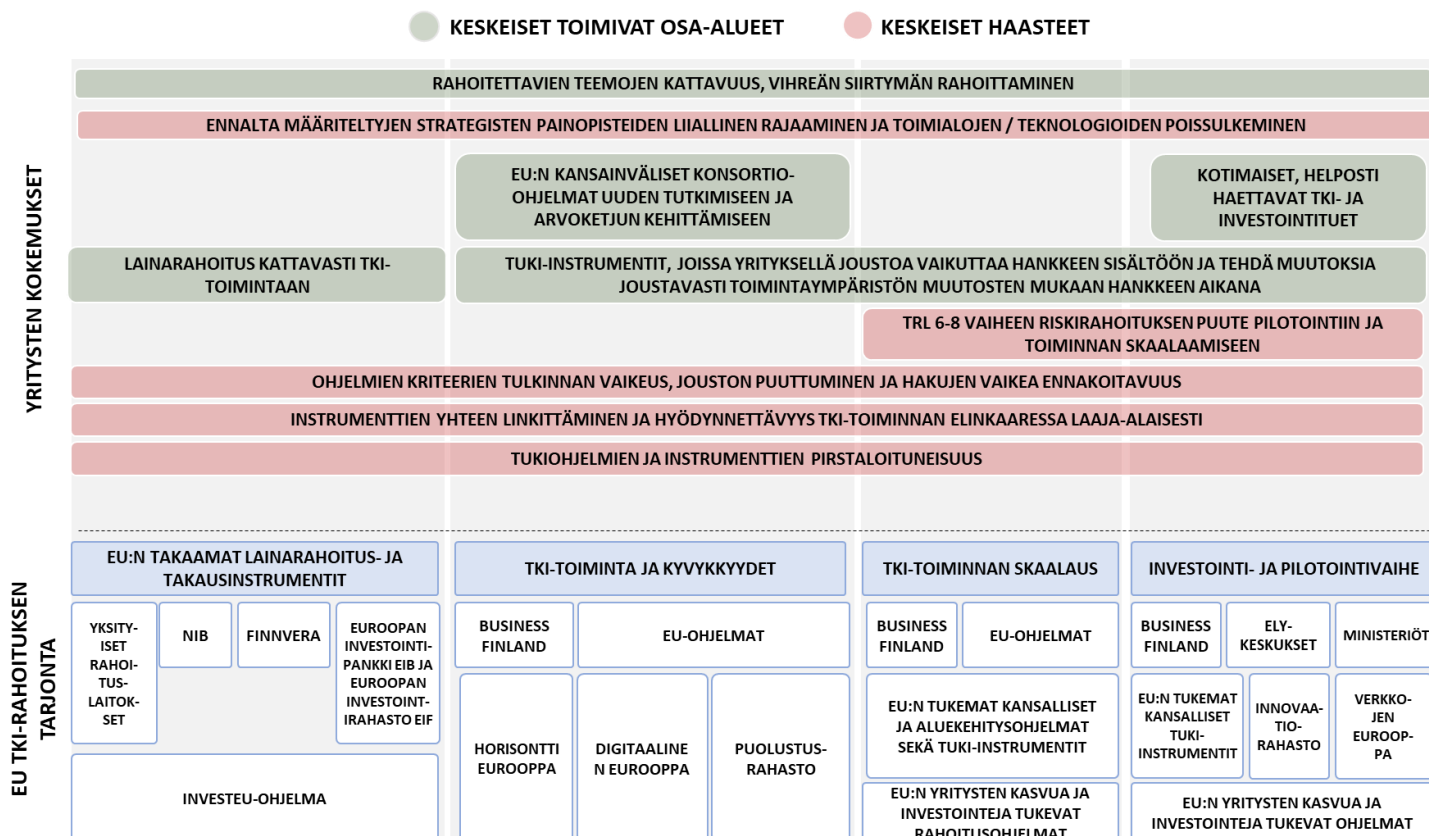 KESKEISET TOIMIVAT OSA-ALUEET
KESKEISET HAASTEET
YRITYSTEN KOKEMUKSET
RAHOITETTAVIEN TEEMOJEN KATTAVUUS, VIHREÄN SIIRTYMÄN RAHOITTAMINEN
ENNALTA MÄÄRITELTYJEN STRATEGISTEN PAINOPISTEIDEN LIIALLINEN RAJAAMINEN JA TOIMIALOJEN / TEKNOLOGIOIDEN POISSULKEMINEN
EU:N KANSAINVÄLISET KONSORTIO-
OHJELMAT UUDEN TUTKIMISEEN JA
ARVOKETJUN KEHITTÄMISEEN
KOTIMAISET, HELPOSTI
HAETTAVAT TKI- JA
INVESTOINTITUET
LAINARAHOITUS KATTAVASTI TKI-
TOIMINTAAN
TUKI-INSTRUMENTIT, JOISSA YRITYKSELLÄ JOUSTOA VAIKUTTAA HANKKEEN SISÄLTÖÖN JA TEHDÄ MUUTOKSIA
JOUSTAVASTI TOIMINTAYMPÄRISTÖN MUUTOSTEN MUKAAN HANKKEEN AIKANA
TRL 6-8 VAIHEEN RISKIRAHOITUKSEN PUUTE PILOTOINTIIN JA
TOIMINNAN SKAALAAMISEEN
OHJELMIEN KRITEERIEN TULKINNAN VAIKEUS, JOUSTON PUUTTUMINEN JA HAKUJEN VAIKEA ENNAKOITAVUUS
INSTRUMENTTIEN YHTEEN LINKITTÄMINEN JA HYÖDYNNETTÄVYYS TKI-TOIMINNAN ELINKAARESSA LAAJA-ALAISESTI
TUKIOHJELMIEN JA INSTRUMENTTIEN PIRSTALOITUNEISUUS
EU TKI-RAHOITUKSEN
TARJONTA
EU:N TAKAAMAT LAINARAHOITUS- JA
TAKAUSINSTRUMENTIT
YKSITY-
ISET
RAHOI-
TUS-
LAITOK-
SET
NIB
FINNVERA
EUROOPAN
INVESTOINTI-
PANKKI EIB JA
EUROOPAN
INVESTOINT-
IRAHASTO EIF
INVESTEU-OHJELMA
TKI-TOIMINTA JA KYVYKKYYDET
BUSINESS
FINLAND
EU-OHJELMAT
HORISONTTI
EUROOPPA
DIGITAALINE
N EUROOPPA
PUOLUSTUS-
RAHASTO
TKI-TOIMINNAN SKAALAUS
BUSINESS
FINLAND
EU-OHJELMAT
EU:N TUKEMAT KANSALLISET
JA ALUEKEHITYSOHJELMAT
SEKÄ TUKI-INSTRUMENTIT
EU:N YRITYSTEN KASVUA JA
INVESTOINTEJA TUKEVAT
RAHOITUSOHJELMAT
INVESTOINTI- JA PILOTOINTIVAIHE
BUSINESS
FINLAND
ELY-
KESKUKSET
MINISTERIÖT
EU:N TUKEMAT
KANSALLISET
TUKI-
INSTRUMENTIT
INNOVAA-
TIO-
RAHASTO
VERKKO-
JEN
EUROOP-
PA
EU:N YRITYSTEN KASVUA JA
INVESTOINTEJA TUKEVAT OHJELMAT